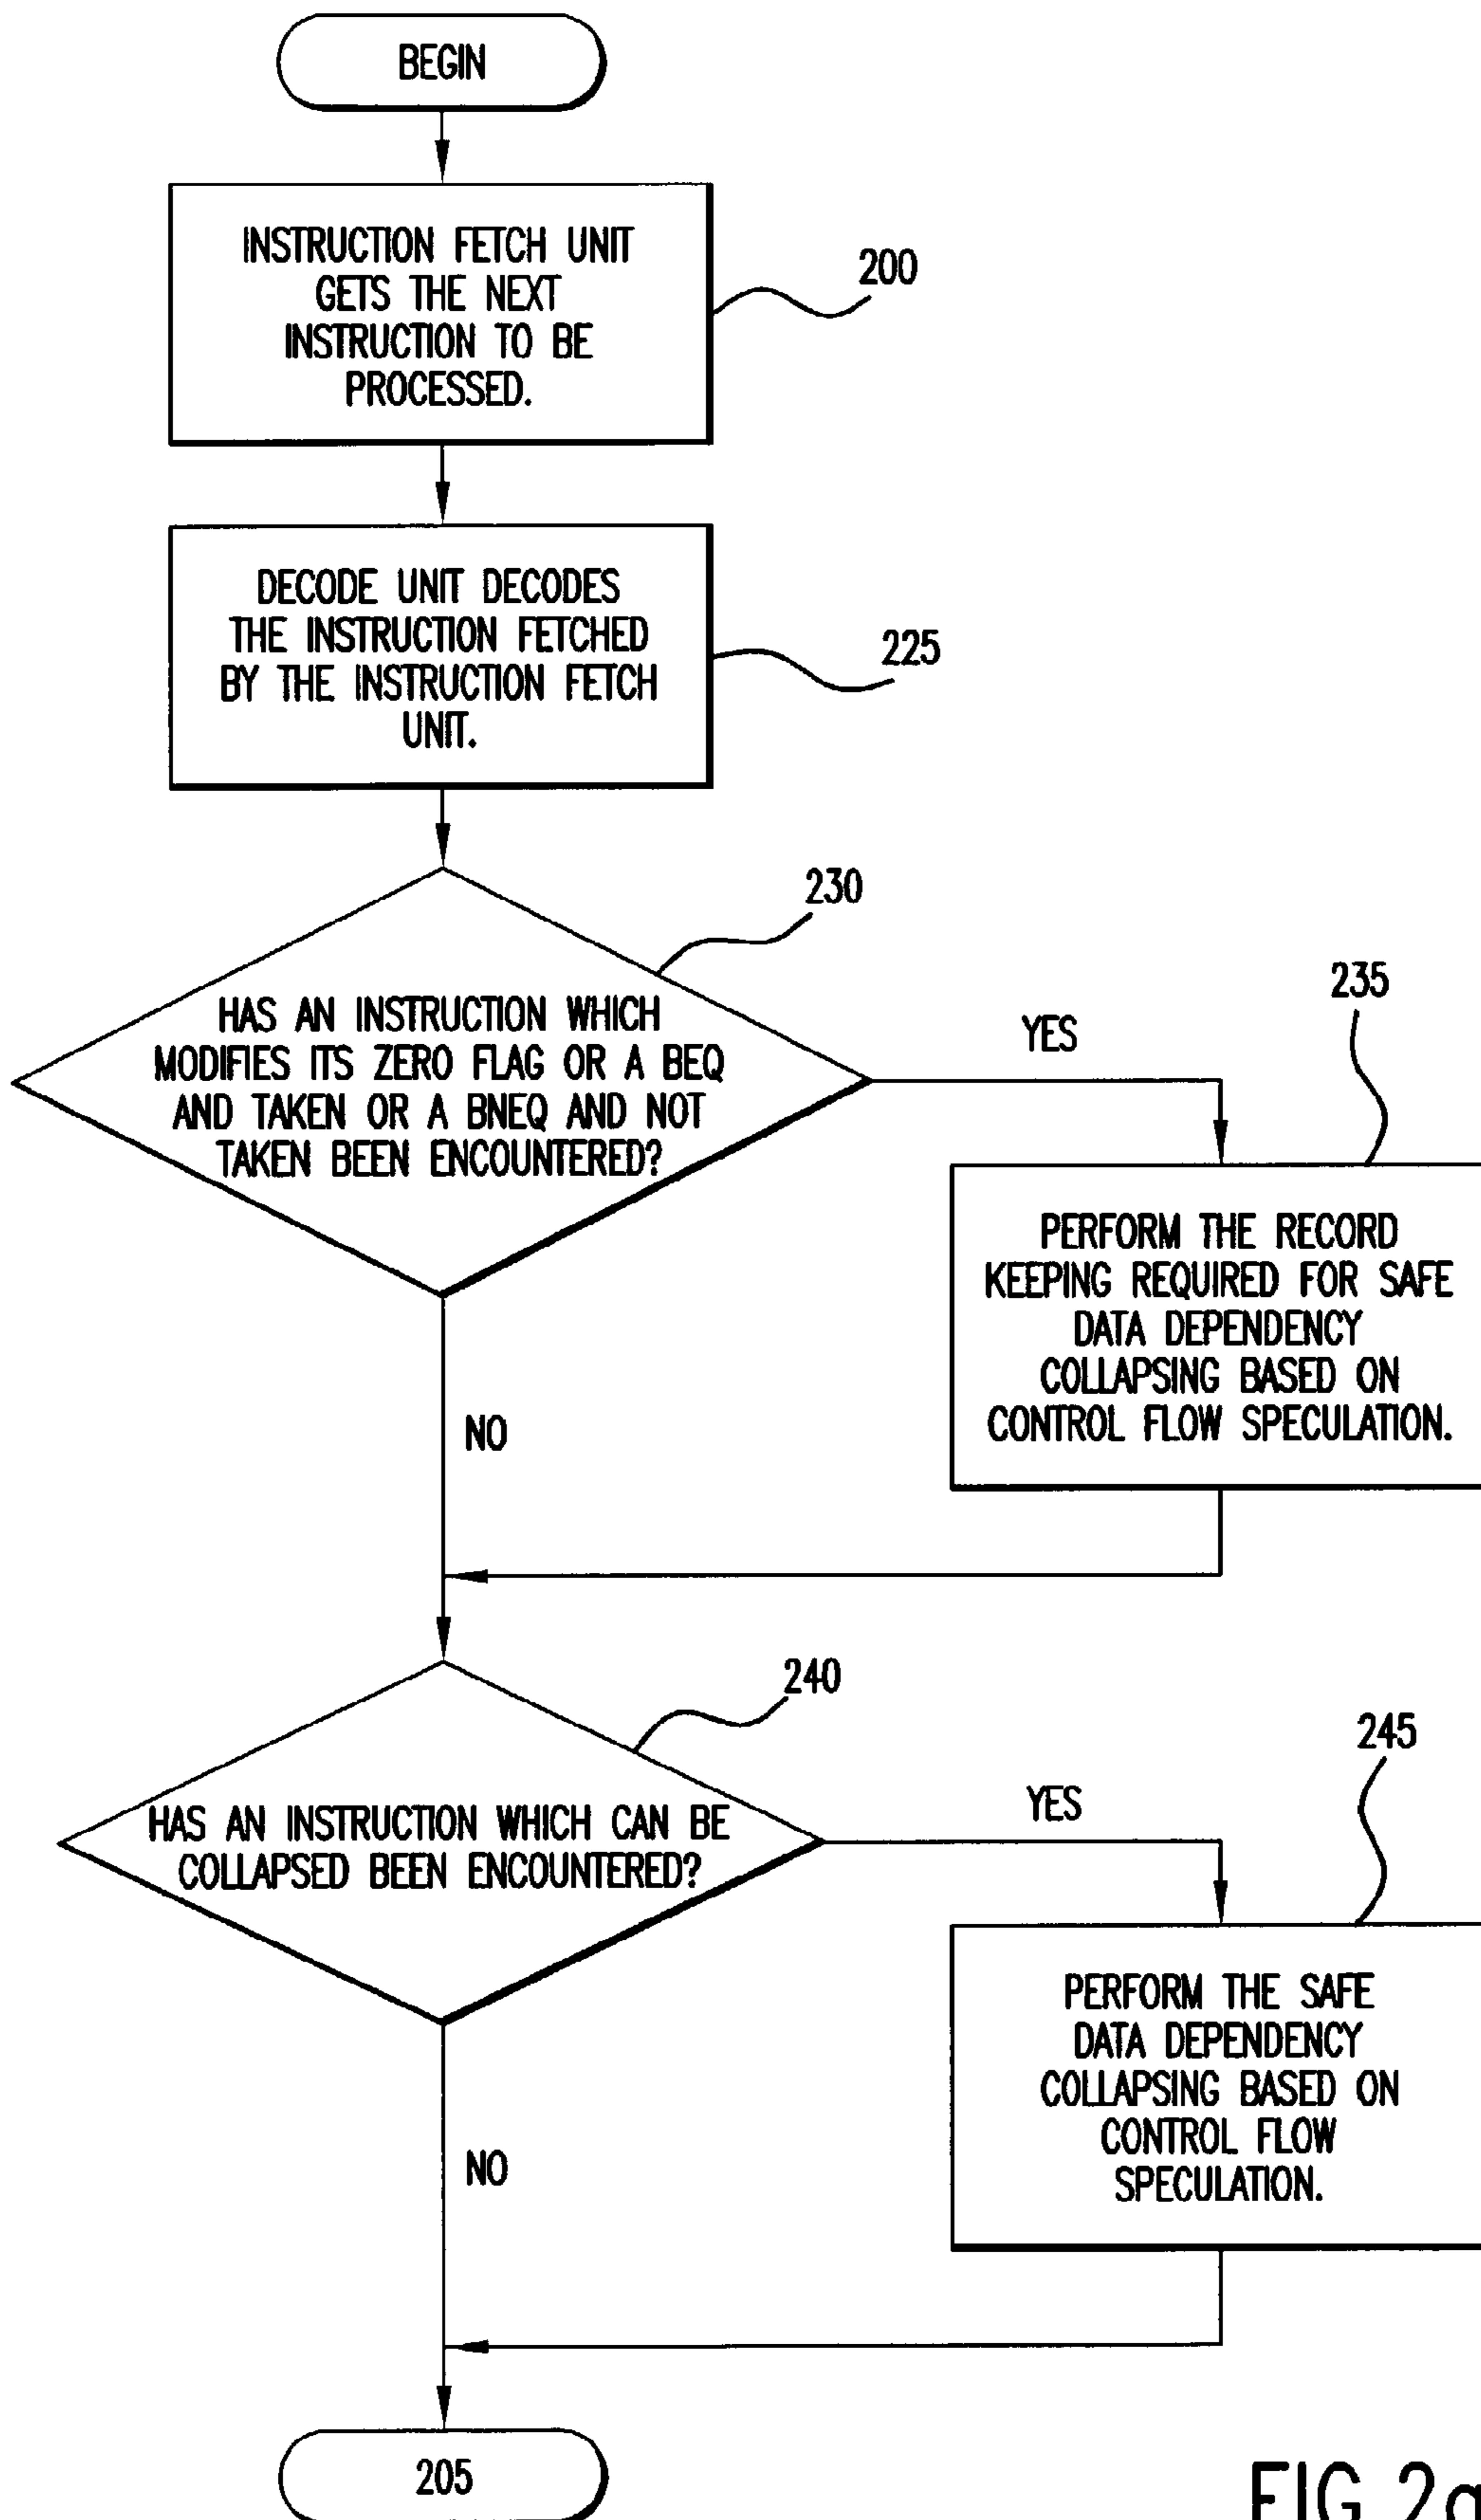 BEGIN
INSTRUCTION FETCH UNIT
GETS THE NEXT
INSTRUCTION TO BE
PROCESSED.
200
DECODE UNIT DECODES
THE INSTRUCTION FETCHED
BY THE INSTRUCTION FETCH
UNIT.
225
230
HAS AN INSTRUCTION WHICH
MODIFIES ITS ZERO FLAG OR A BEQ
AND TAKEN OR A BNEQ AND NOT
TAKEN BEEN ENCOUNTERED?
YES
235
PERFORM THE RECORD
KEEPING REQUIRED FOR SAFE
DATA DEPENDENCY
COLLAPSING BASED ON
CONTROL FLOW SPECULATION.
NO
240
HAS AN INSTRUCTION WHICH CAN BE
COLLAPSED BEEN ENCOUNTERED?
YES
245
PERFORM THE SAFE
DATA DEPENDENCY
COLLAPSING BASED ON
CONTROL FLOW
SPECULATION.
NO
205
FIG.2a